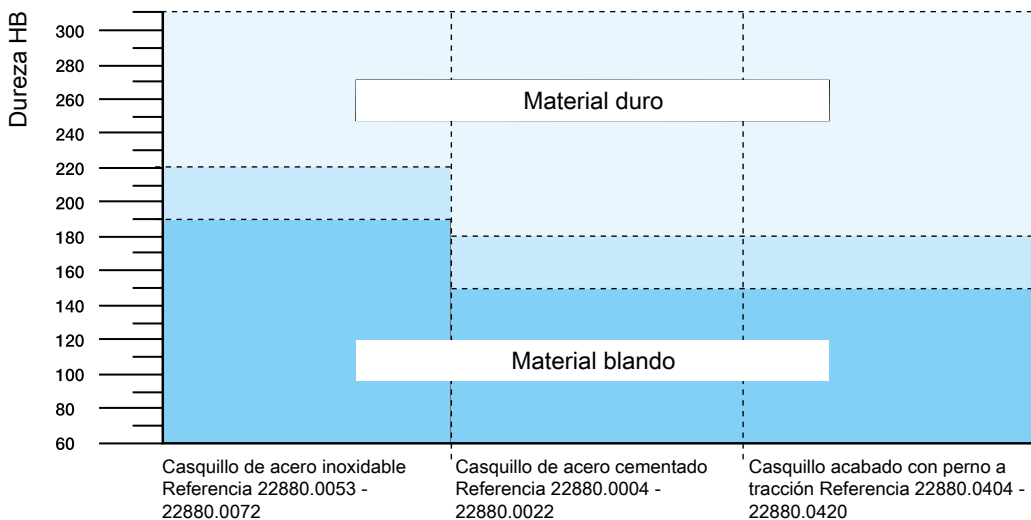 Dureza HB
300
280
260
240
220
200
180
160
140
120
100
80
60
Material duro
Material blando
Casquillo de acero inoxidable
Referencia 22880.0053 -
22880.0072
Casquillo de acero cementado
Referencia 22880.0004 -
22880.0022
Casquillo acabado con perno a
tracción Referencia 22880.0404 -
22880.0420